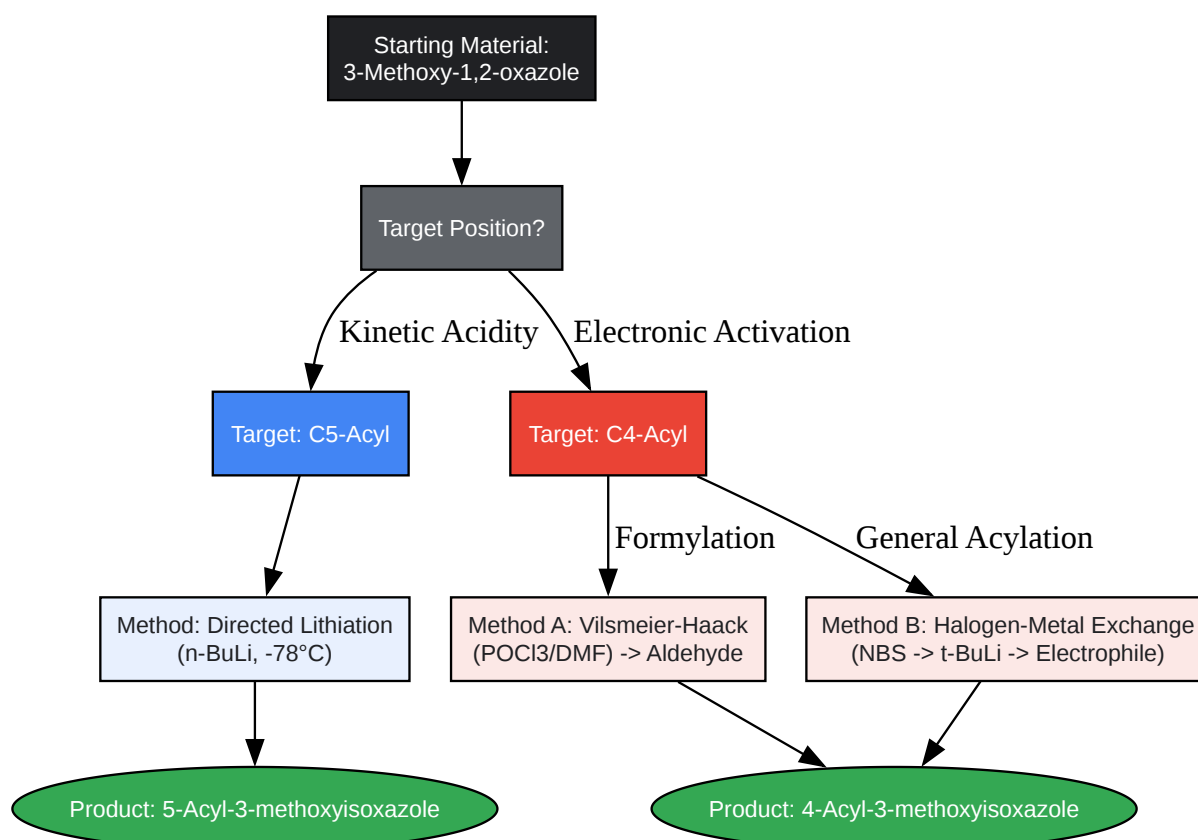 Starting Material:
3-Methoxy-1,2-oxazole
Target Position?
Kinetic Acidity
Electronic Activation
Target: C5-Acyl
Target: C4-Acyl
Formylation
General Acylation
Method: Directed Lithiation
(n-BuLi, -78°C)
Method A: Vilsmeier-Haack
(POCl3/DMF) -> Aldehyde
Method B: Halogen-Metal Exchange
(NBS -> t-BuLi -> Electrophile)
Product: 5-Acyl-3-methoxyisoxazole
Product: 4-Acyl-3-methoxyisoxazole